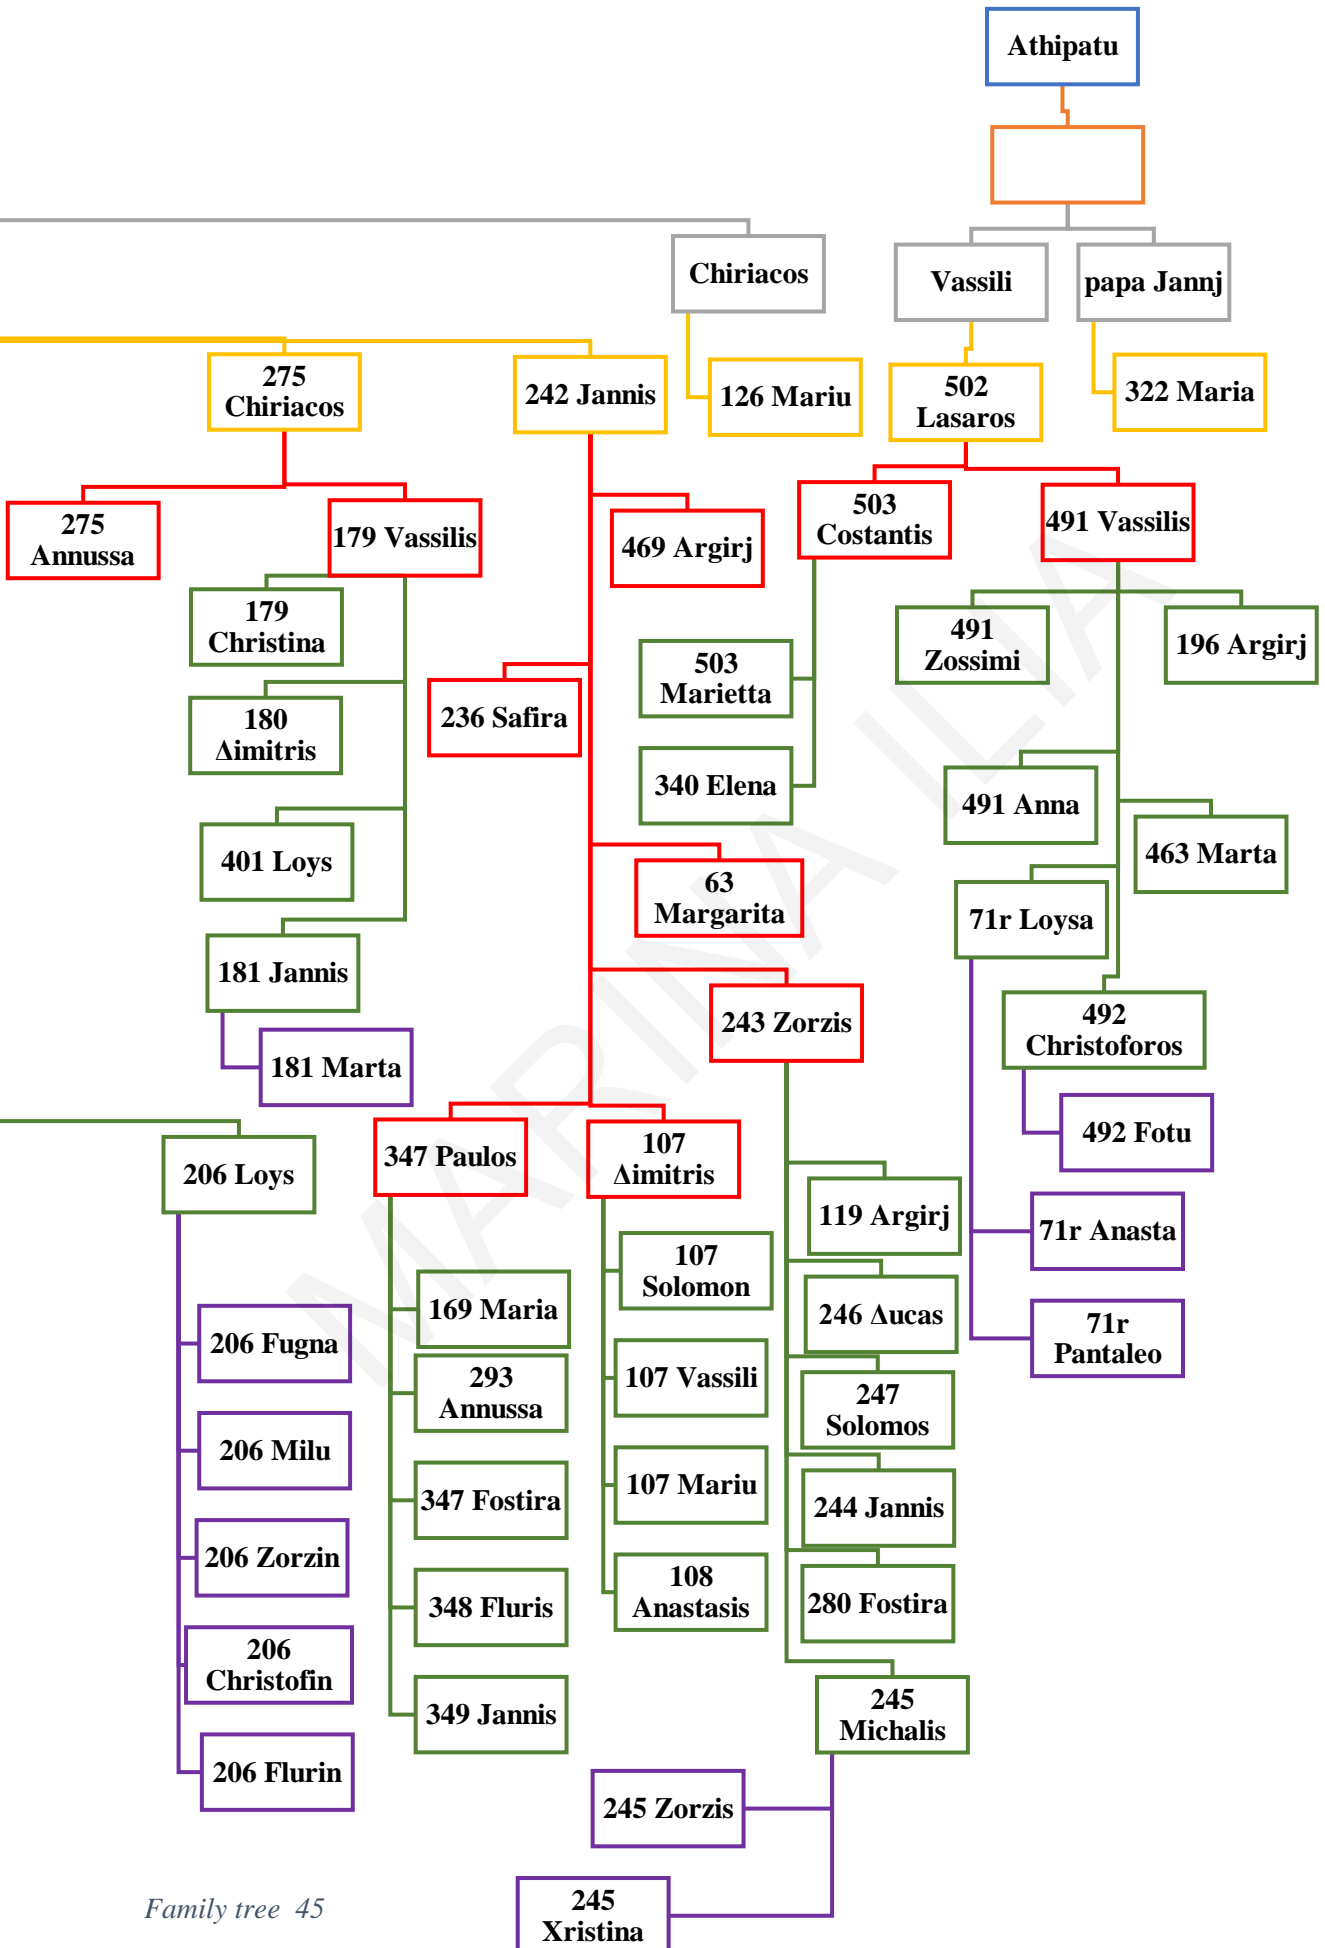 Athipatu
Chiriacos
Vassili
papa Jannj
275
Chiriacos
242 Jannis
126 Mariu
502
Lasaros
322 Maria
275
Annussa
179 Vassilis
469 Argirj
503
Costantis
491 Vassilis
179
Christina
491
Zossimi
196 Argirj
180
Δimitris
236 Safira
503
Marietta
340 Elena
491 Anna
401 Loys
463 Marta
63
Margarita
71r Loysa
181 Jannis
243 Zorzis
492
Christoforos
181 Marta
492 Fotu
206 Loys
347 Paulos
107
Δimitris
119 Argirj
71r Anasta
107
Solomon
169 Maria
246 Δucas
206 Fugna
71r
Pantaleo
293
Annussa
107 Vassili
247
Solomos
206 Milu
347 Fostira
107 Mariu
244 Jannis
206 Zorzin
348 Fluris
108
Anastasis
280 Fostira
206
Christofin
349 Jannis
245
Michalis
206 Flurin
245 Zorzis
245
Xristina
Family tree 45
MARINA ILIA